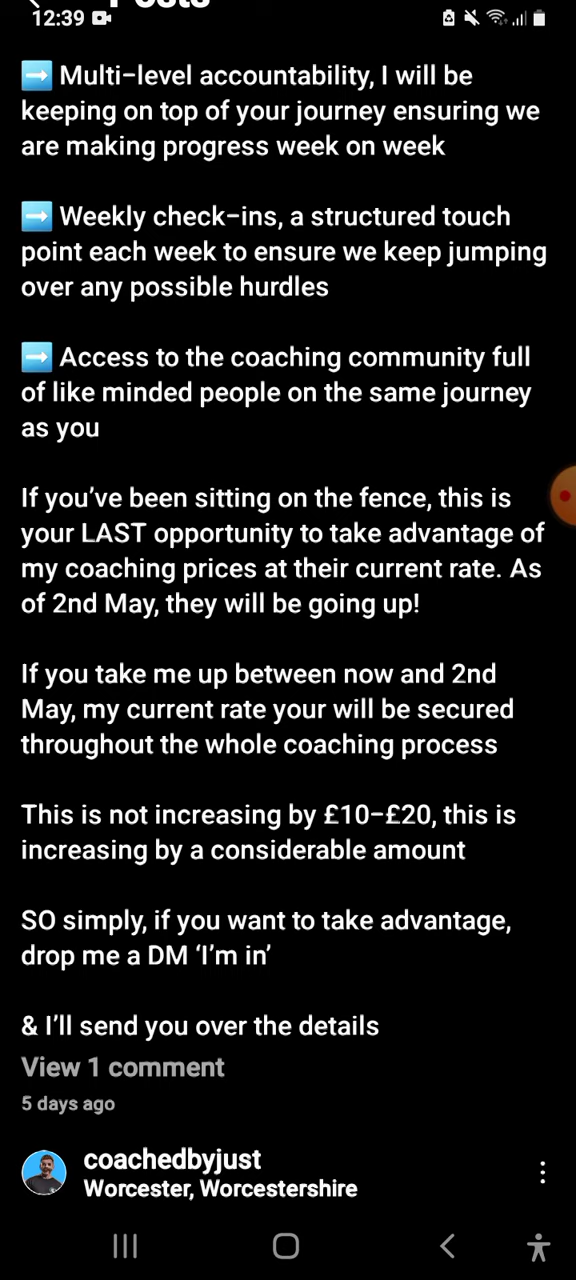 Posts
12:39
➡️ Multi-level accountability, I will be
keeping on top of your journey ensuring we
are making progress week on week
➡️ Weekly check-ins, a structured touch
point each week to ensure we keep jumping
over any possible hurdles
➡️ Access to the coaching community full
of like minded people on the same journey
as you
If you've been sitting on the fence, this is
your LAST opportunity to take advantage of
my coaching prices at their current rate. As
of 2nd May, they will be going up!
If you take me up between now and 2nd
May, my current rate your will be secured
throughout the whole coaching process
This is not increasing by £10-£20, this is
increasing by a considerable amount
SO simply, if you want to take advantage,
drop me a DM 'I'm in'
& I'll send you over the details
View 1 comment
5 days ago
coachedbyjust
Worcester, Worcestershire